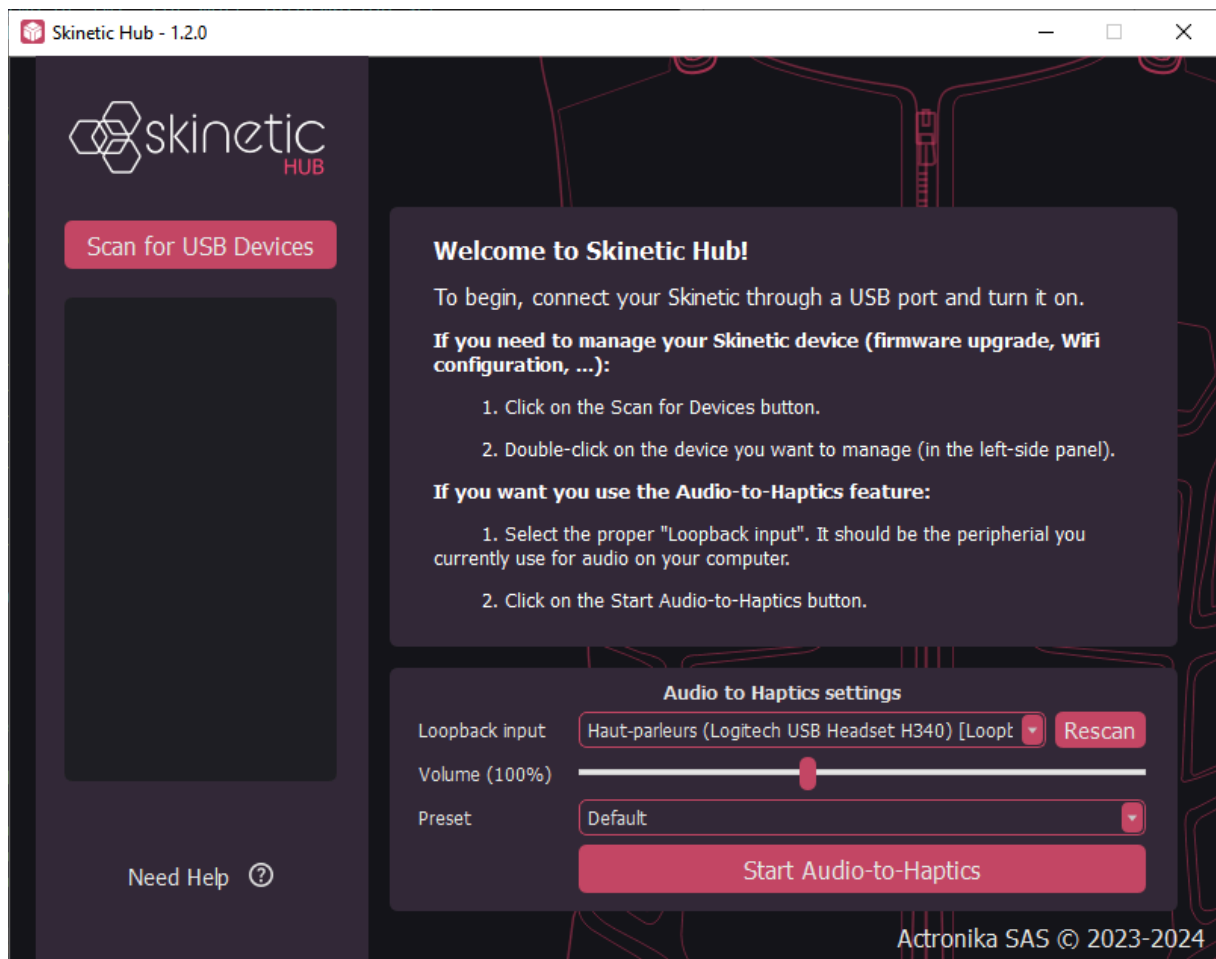 Skinetic Hub - 1.2.0
skinetic
HUB
Scan for USB Devices
Need Help ?
Welcome to Skinetic Hub!
To begin, connect your Skinetic through a USB port and turn it on.
If you need to manage your Skinetic device (firmware upgrade, WiFi
configuration, ...):
1. Click on the Scan for Devices button.
2. Double-click on the device you want to manage (in the left-side panel).
If you want you use the Audio-to-Haptics feature:
1. Select the proper "Loopback input". It should be the peripherial you
currently use for audio on your computer.
2. Click on the Start Audio-to-Haptics button.
Audio to Haptics settings
Loopback input Haut-parleurs (Logitech USB Headset H340) [Loopb Rescan
Volume (100%)
Preset Default
Start Audio-to-Haptics
Actronika SAS © 2023-2024